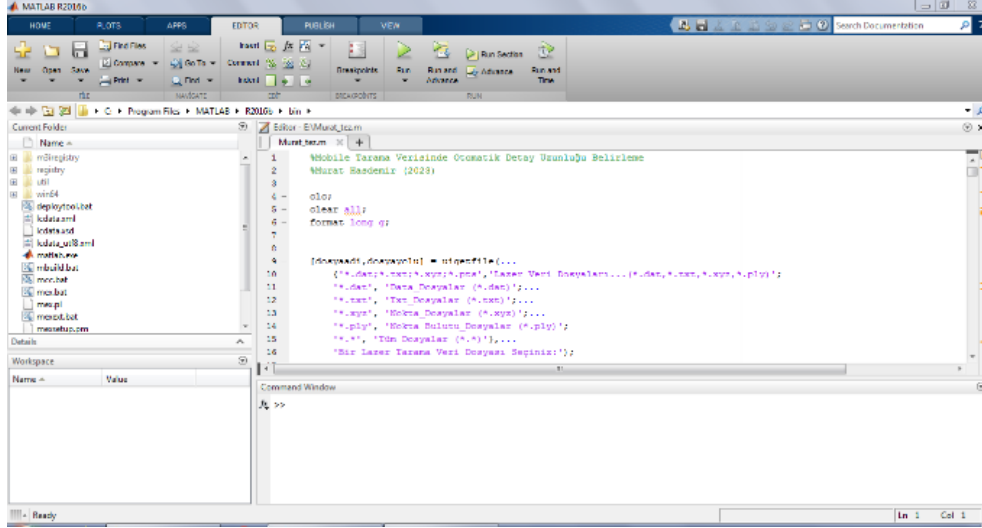 MATLAB R2016b
HOME PLOTS APPS EDITOR PUBLISH VIEW
Search Documentation
New Open Save
Find Files
Compare
Print
Go To
Find
Insert
Comment
Indent
Breakpoints
Run
Run and Advance
Run Section
Advance
Run and Time
FILE NAVIGATE EDIT BREAKPOINTS RUN
C: Program Files MATLAB R2016b bin
Current Folder
Name
m3iregistry
registry
util
win64
deploytool.bat
lcdata.xml
lcdata.xsd
lcdata_utf8.xml
matlab.exe
mbuild.bat
mcc.bat
mex.bat
mex.pl
mexext.bat
mexsetup.pm
Details
Workspace
Name Value
Editor - E:\Murat_tez.m
Murat_tez.m
1 %Mobile Tarama Verisinde Otomatik Detay Uzunluğu Belirleme
2 %Murat Hasdemir (2023)
3
4 clc;
5 clear all;
6 format long g;
7
8
9 [dosyaadi,dosyayolu] = uigetfile(...
10 {'*.dat;*.txt;*.xyz;*.pts','Lazer Veri Dosyaları...(*.dat,*.txt,*.xyz,*.ply)';
11 '*.dat', 'Data_Dosyalar (*.dat)';...
12 '*.txt', 'Txt_Dosyalar (*.txt)';...
13 '*.xyz', 'Nokta_Dosyalar (*.xyz)';...
14 '*.ply', 'Nokta Bulutu_Dosyalar (*.ply)';
15 '*.*', 'Tüm Dosyalar (*.*)'},...
16 'Bir Lazer Tarama Veri Dosyası Seçiniz:');
Command Window
fx >>
Ready
Ln 1 Col 1